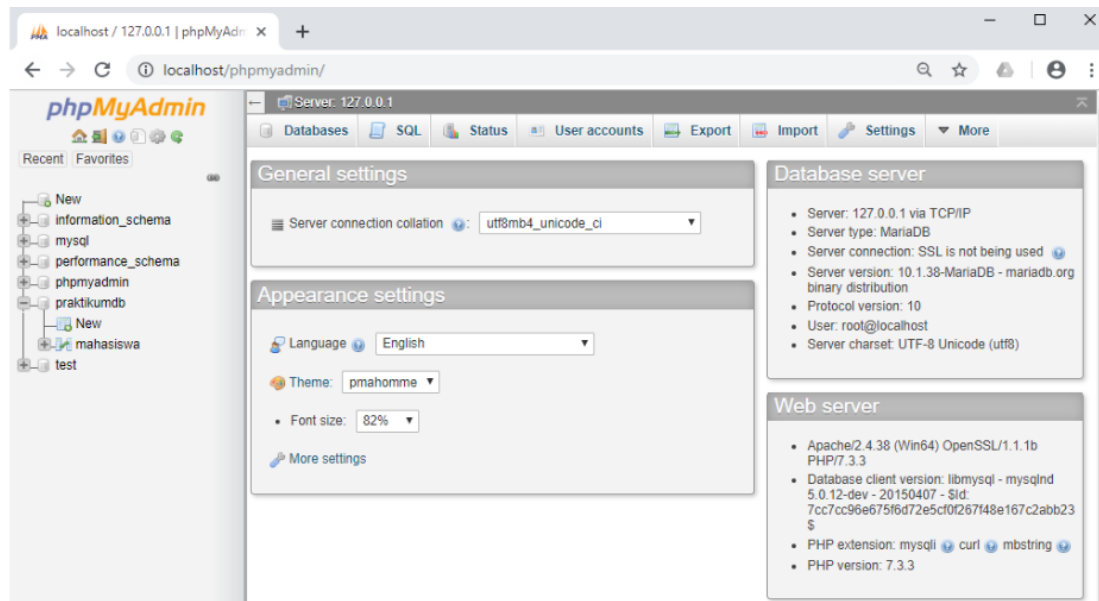 localhost / 127.0.0.1 | phpMyAdm
localhost/phpmyadmin/
phpMyAdmin
Recent Favorites
New
information_schema
mysql
performance_schema
phpmyadmin
praktikumdb
New
mahasiswa
test
Server: 127.0.0.1
Databases SQL Status User accounts Export Import Settings More
General settings
Server connection collation : utf8mb4_unicode_ci
Appearance settings
Language English
Theme: pmahomme
Font size: 82%
More settings
Database server
Server: 127.0.0.1 via TCP/IP
Server type: MariaDB
Server connection: SSL is not being used
Server version: 10.1.38-MariaDB - mariadb.org
binary distribution
Protocol version: 10
User: root@localhost
Server charset: UTF-8 Unicode (utf8)
Web server
Apache/2.4.38 (Win64) OpenSSL/1.1.1b
PHP/7.3.3
Database client version: libmysql - mysqlnd
5.0.12-dev - 20150407 - $Id:
7cc7cc96e675f6d72e5cf0f267f48e167c2abb23
$
PHP extension: mysqli curl mbstring
PHP version: 7.3.3